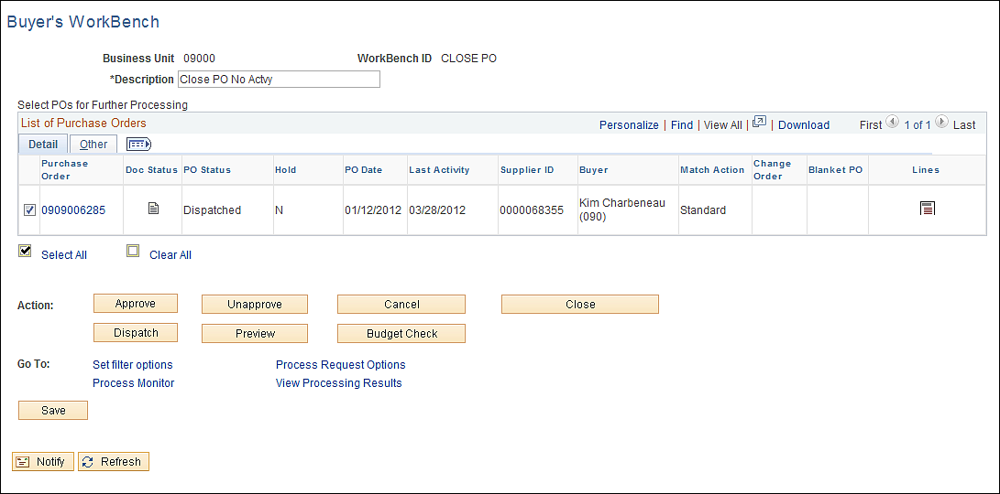 Buyer's WorkBench
Business Unit 09000 WorkBench ID CLOSE PO
*Description Close PO No Actvy
Select POs for Further Processing
List of Purchase Orders Personalize | Find | View All | | Download First 1 of 1 Last
Detail Other
Purchase Order Doc Status PO Status Hold PO Date Last Activity Supplier ID Buyer Match Action Change Order Blanket PO Lines
0909006285 Dispatched N 01/12/2012 03/28/2012 0000068355 Kim Charbeneau (090) Standard
Select All Clear All
Action: Approve Unapprove Cancel Close
Dispatch Preview Budget Check
Go To: Set filter options Process Request Options
Process Monitor View Processing Results
Save
Notify Refresh